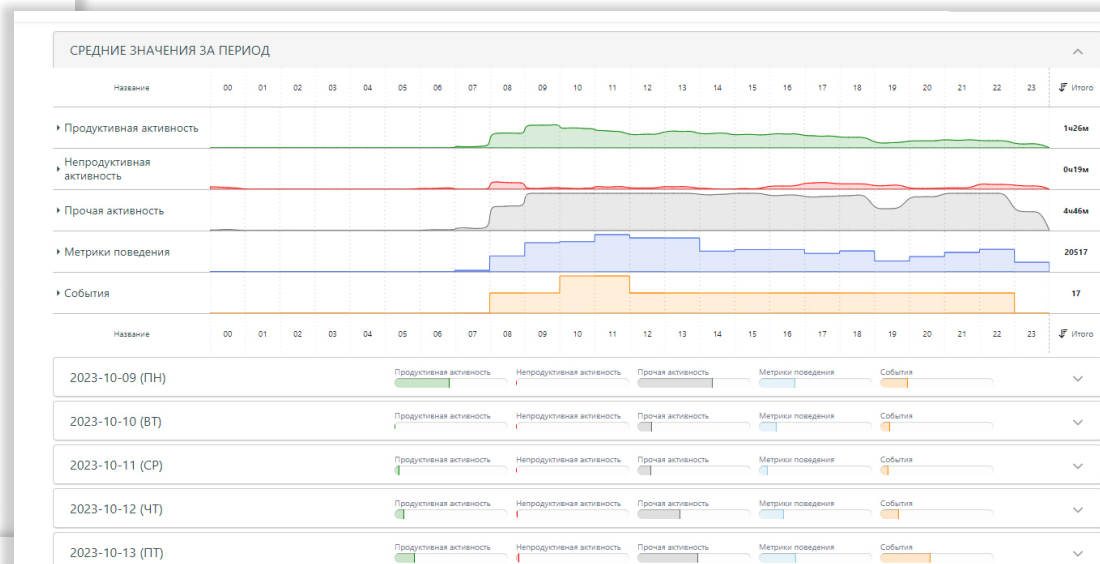 СРЕДНИЕ ЗНАЧЕНИЯ ЗА ПЕРИОД
Название 00 01 02 03 04 05 06 07 08 09 10 11 12 13 14 15 16 17 18 19 20 21 22 23 Итого
Продуктивная активность 1ч26м
Непродуктивная
активность 0ч19м
Прочая активность 4ч46м
Метрики поведения 20517
События 17
Название 00 01 02 03 04 05 06 07 08 09 10 11 12 13 14 15 16 17 18 19 20 21 22 23 Итого
2023-10-09 (ПН) Продуктивная активность Непродуктивная активность Прочая активность Метрики поведения События
2023-10-10 (ВТ) Продуктивная активность Непродуктивная активность Прочая активность Метрики поведения События
2023-10-11 (СР) Продуктивная активность Непродуктивная активность Прочая активность Метрики поведения События
2023-10-12 (ЧТ) Продуктивная активность Непродуктивная активность Прочая активность Метрики поведения События
2023-10-13 (ПТ) Продуктивная активность Непродуктивная активность Прочая активность Метрики поведения События